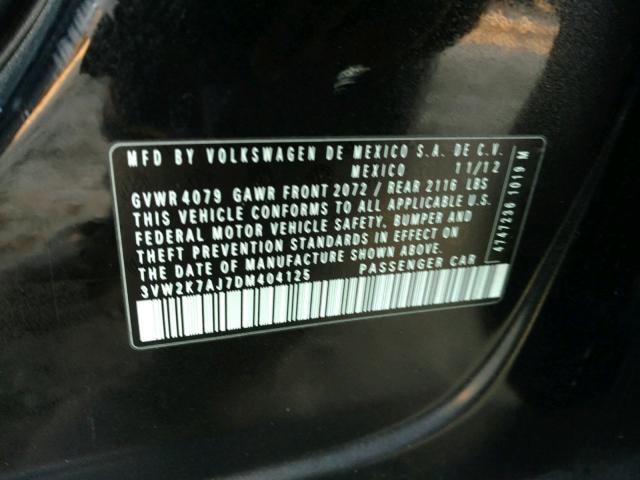 MFD BY VOLKSWAGEN DE MEXICO S.A. DE C.V.
MEXICO 11/12
GVWR 4079 GAWR FRONT 2072 / REAR 2116 LBS
THIS VEHICLE CONFORMS TO ALL APPLICABLE U.S.
FEDERAL MOTOR VEHICLE SAFETY, BUMPER AND
THEFT PREVENTION STANDARDS IN EFFECT ON
THE DATE OF MANUFACTURE SHOWN ABOVE.
3VW2K7AJ7DM404125 PASSENGER CAR
4747236 1019 M